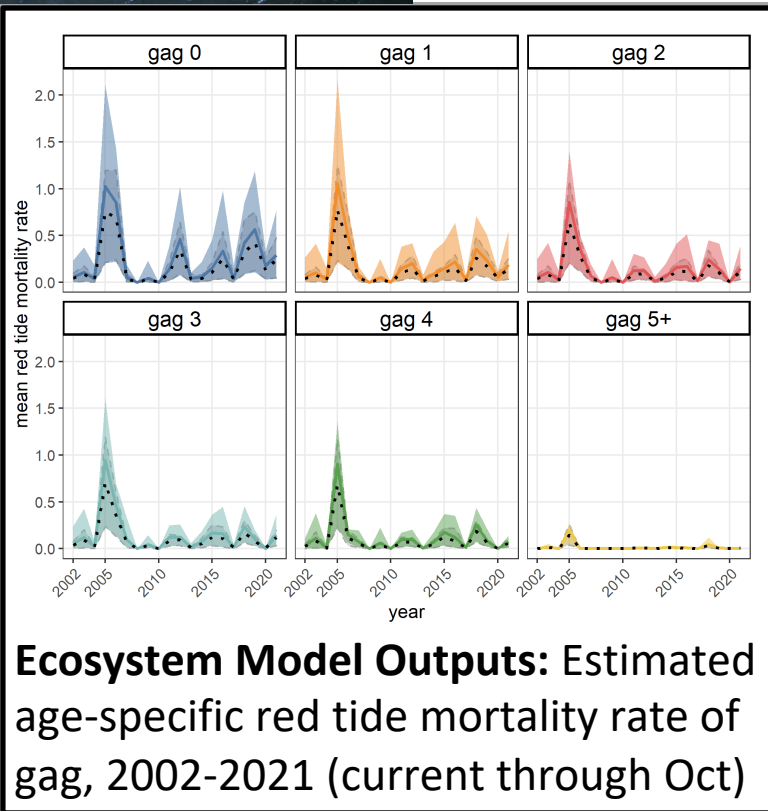 gag 0
gag 1
gag 2
2.0
1.5
1.0
0.5
0.0
gag 3
gag 4
gag 5+
2.0
1.5
1.0
0.5
0.0
mean red tide mortality rate
2002
2005
2010
2015
2020
2002
2005
2010
2015
2020
2002
2005
2010
2015
2020
year
Ecosystem Model Outputs: Estimated
age-specific red tide mortality rate of
gag, 2002-2021 (current through Oct)